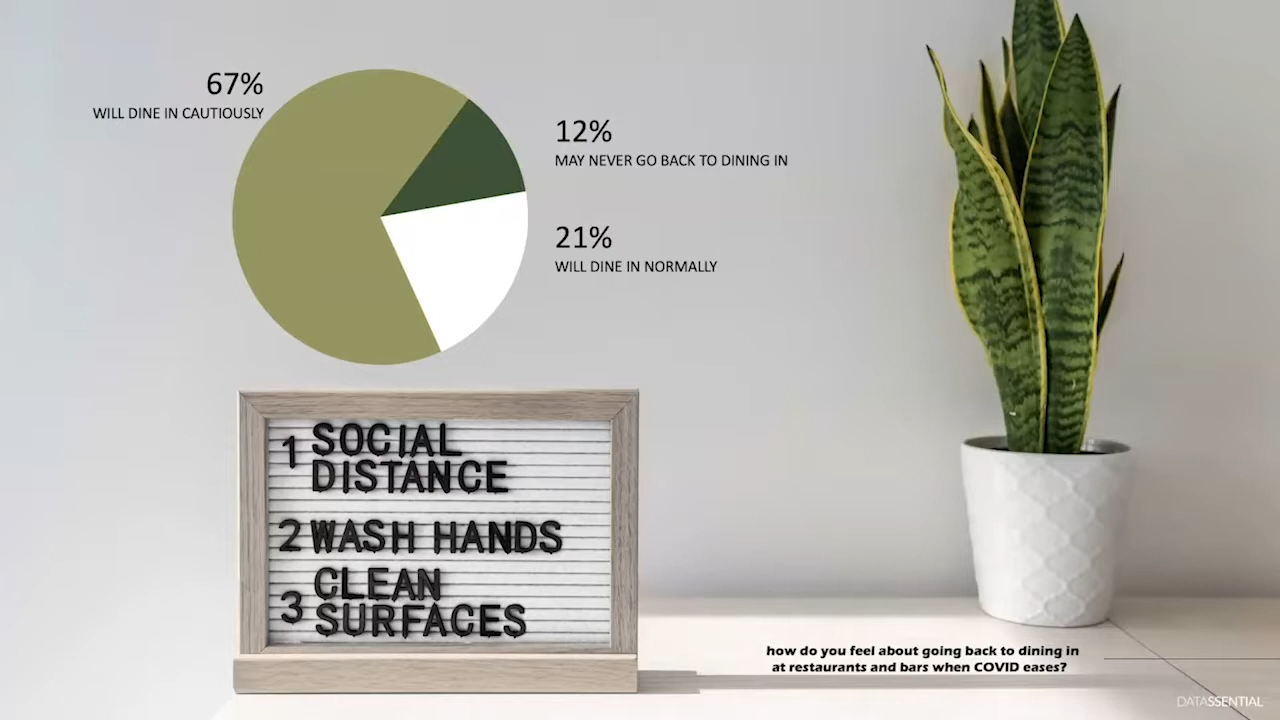 67%
WILL DINE IN CAUTIOUSLY
12%
MAY NEVER GO BACK TO DINING IN
21%
WILL DINE IN NORMALLY
1 SOCIAL
DISTANCE
2 WASH HANDS
3 CLEAN
SURFACES
how do you feel about going back to dining in
at restaurants and bars when COVID eases?
DATASSENTIAL